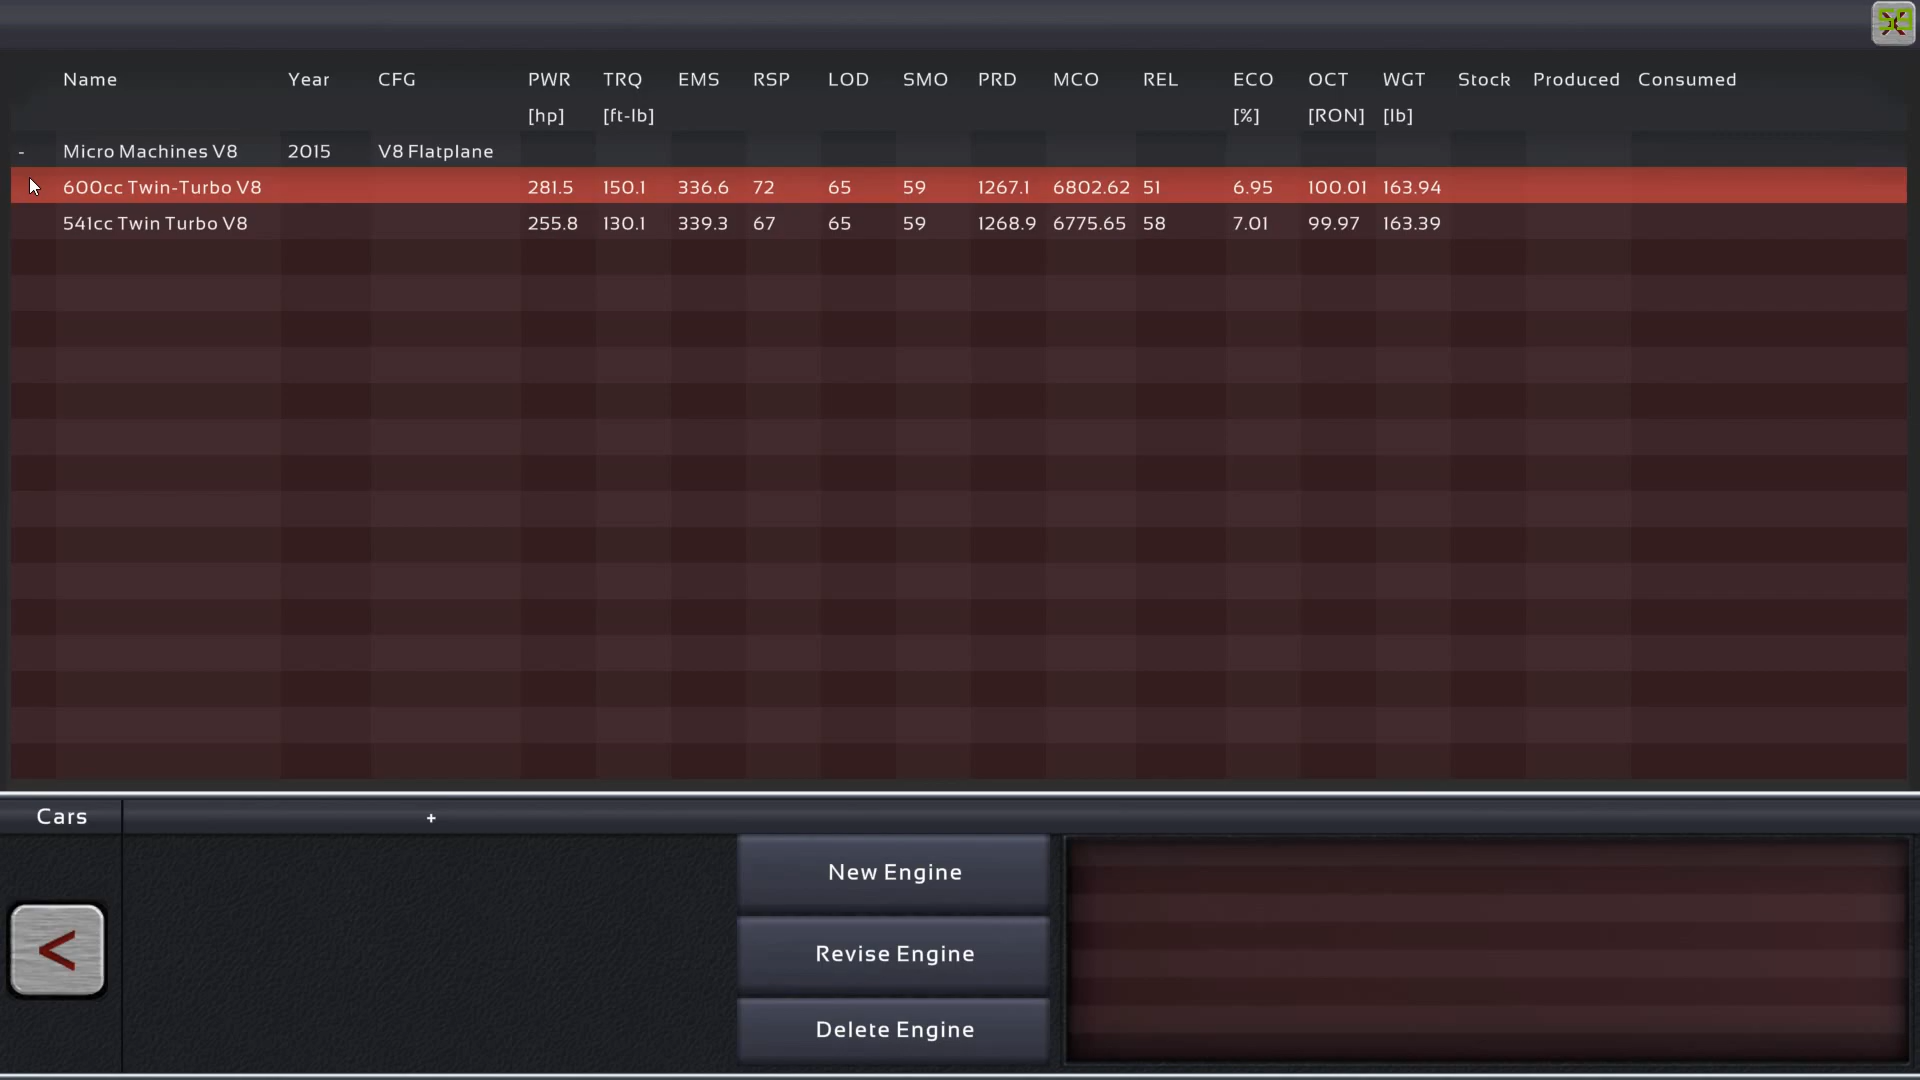 59
Name Year CFG PWR TRQ EMS RSP LOD SMO PRD MCO REL ECO OCT WGT Stock Produced Consumed
[hp] [ft-lb] [%] [RON] [lb]
- Micro Machines V8 2015 V8 Flatplane
600cc Twin-Turbo V8 281.5 150.1 336.6 72 65 59 1267.1 6802.62 51 6.95 100.01 163.94
541cc Twin Turbo V8 255.8 130.1 339.3 67 65 59 1268.9 6775.65 58 7.01 99.97 163.39
Cars +
New Engine
Revise Engine
<
Delete Engine